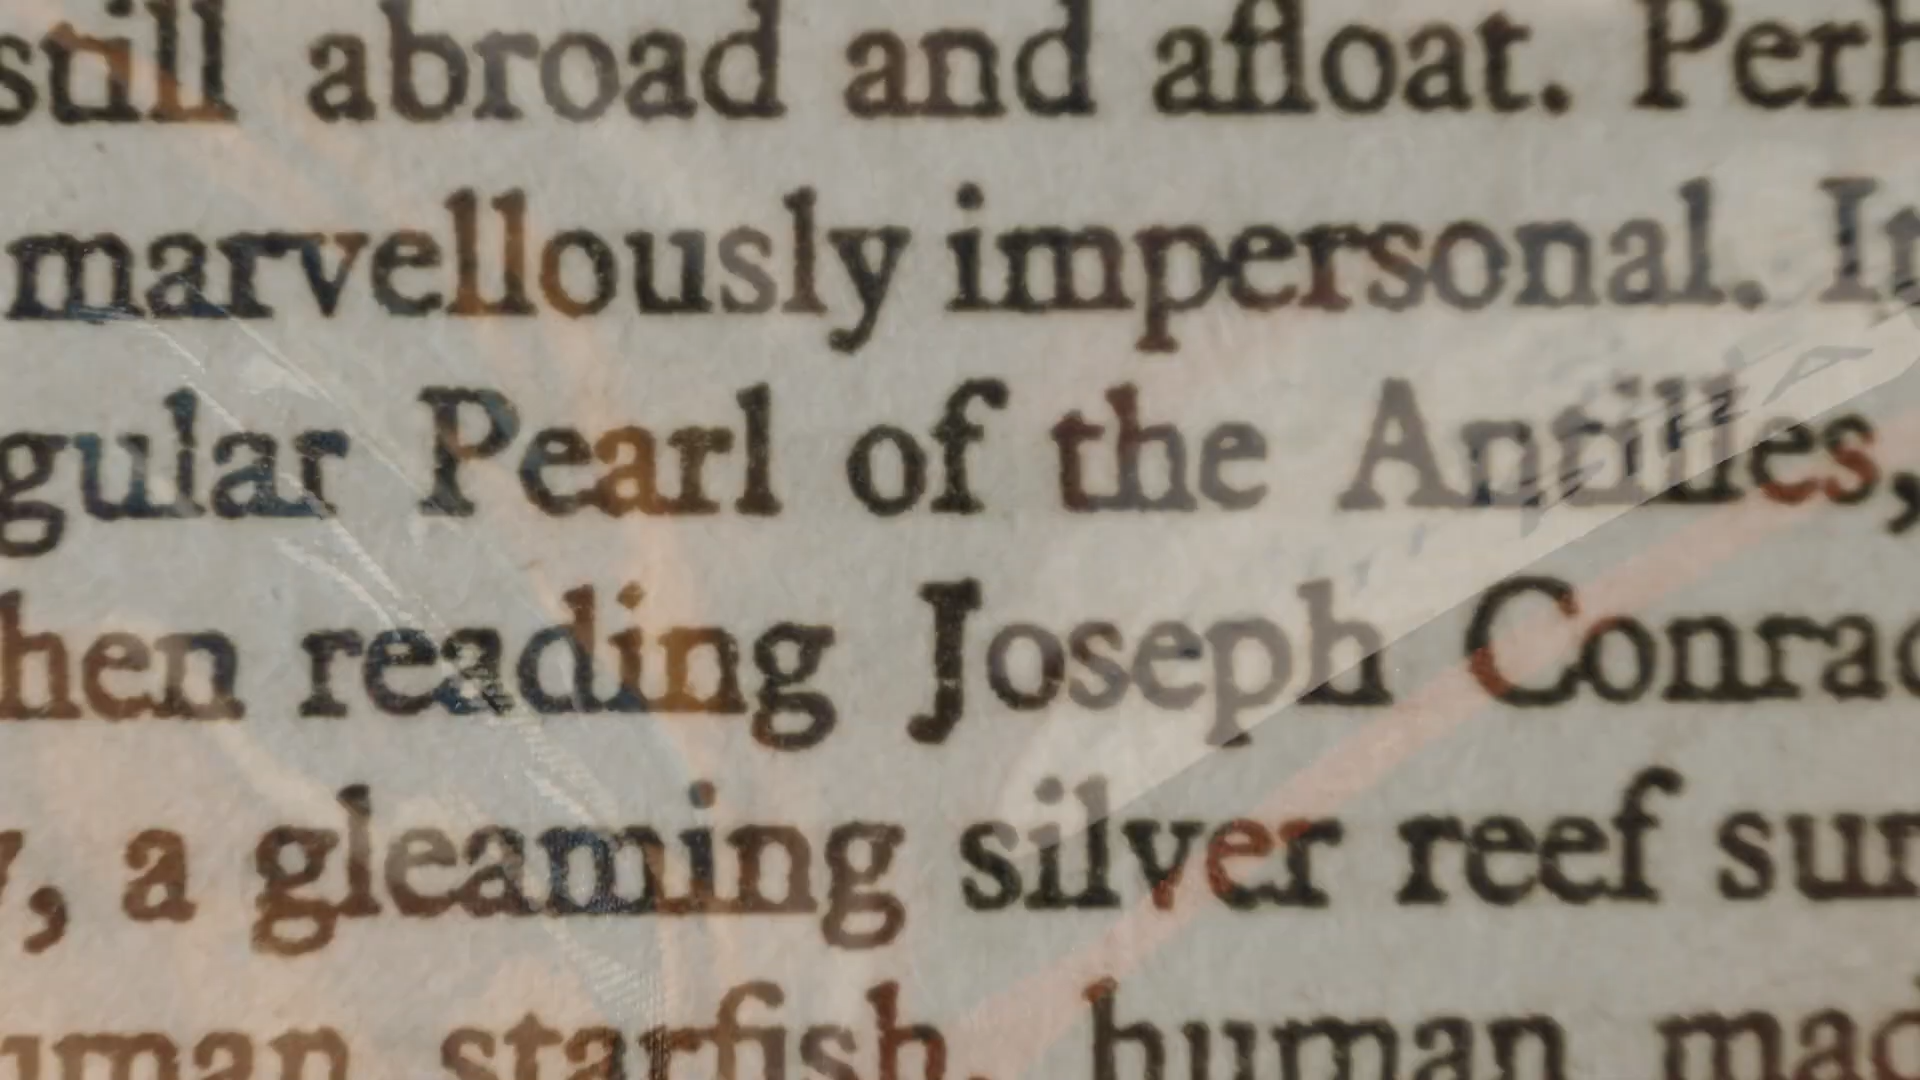 still abroad and afloat. Perh
marvellously impersonal. It
gular Pearl of the Antilles,
hen reading Joseph Conrad
, a gleaming silver reef sur
uman starfish, human mad